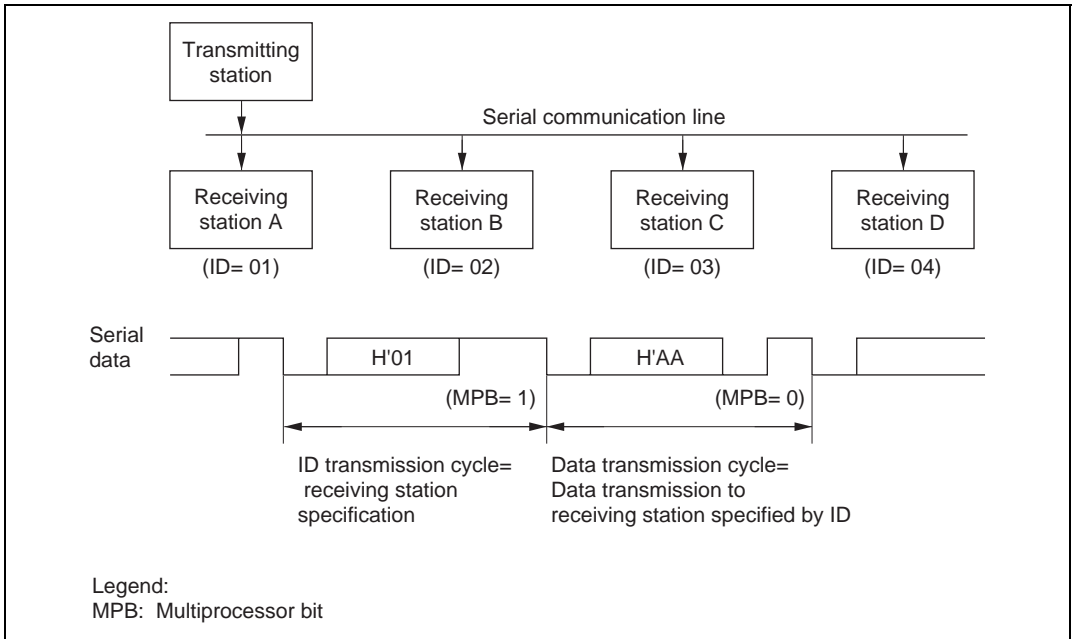 Transmitting
station
Serial communication line
Receiving
station A
Receiving
station B
Receiving
station C
Receiving
station D
(ID= 01)
(ID= 02)
(ID= 03)
(ID= 04)
Serial
data
H'01
H'AA
(MPB= 1)
(MPB= 0)
ID transmission cycle=
receiving station
specification
Data transmission cycle=
Data transmission to
receiving station specified by ID
Legend:
MPB: Multiprocessor bit